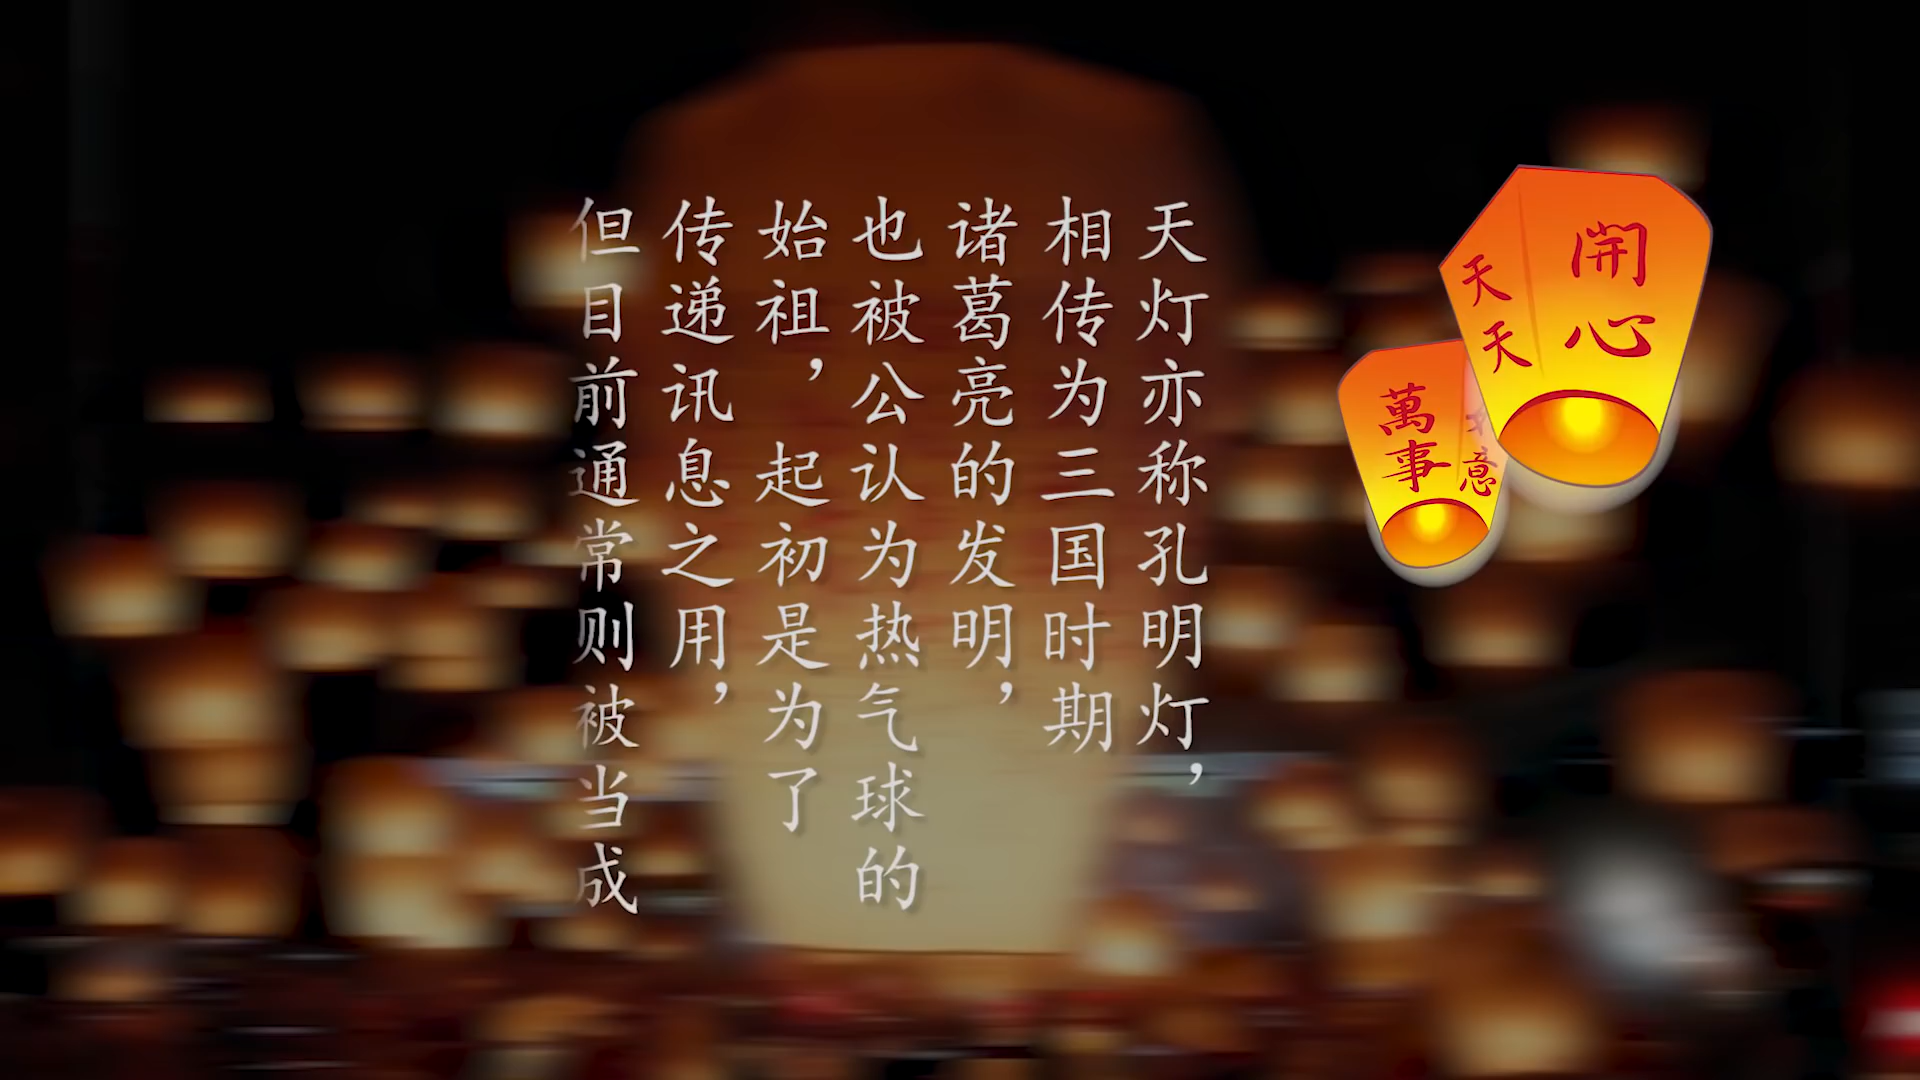 天灯亦称孔明灯，
相传为三国时期
诸葛亮的发明，
也被公认为热气球的
始祖，起初是为了
传递讯息之用，
但目前通常则被当成
開心
天天
萬事
意